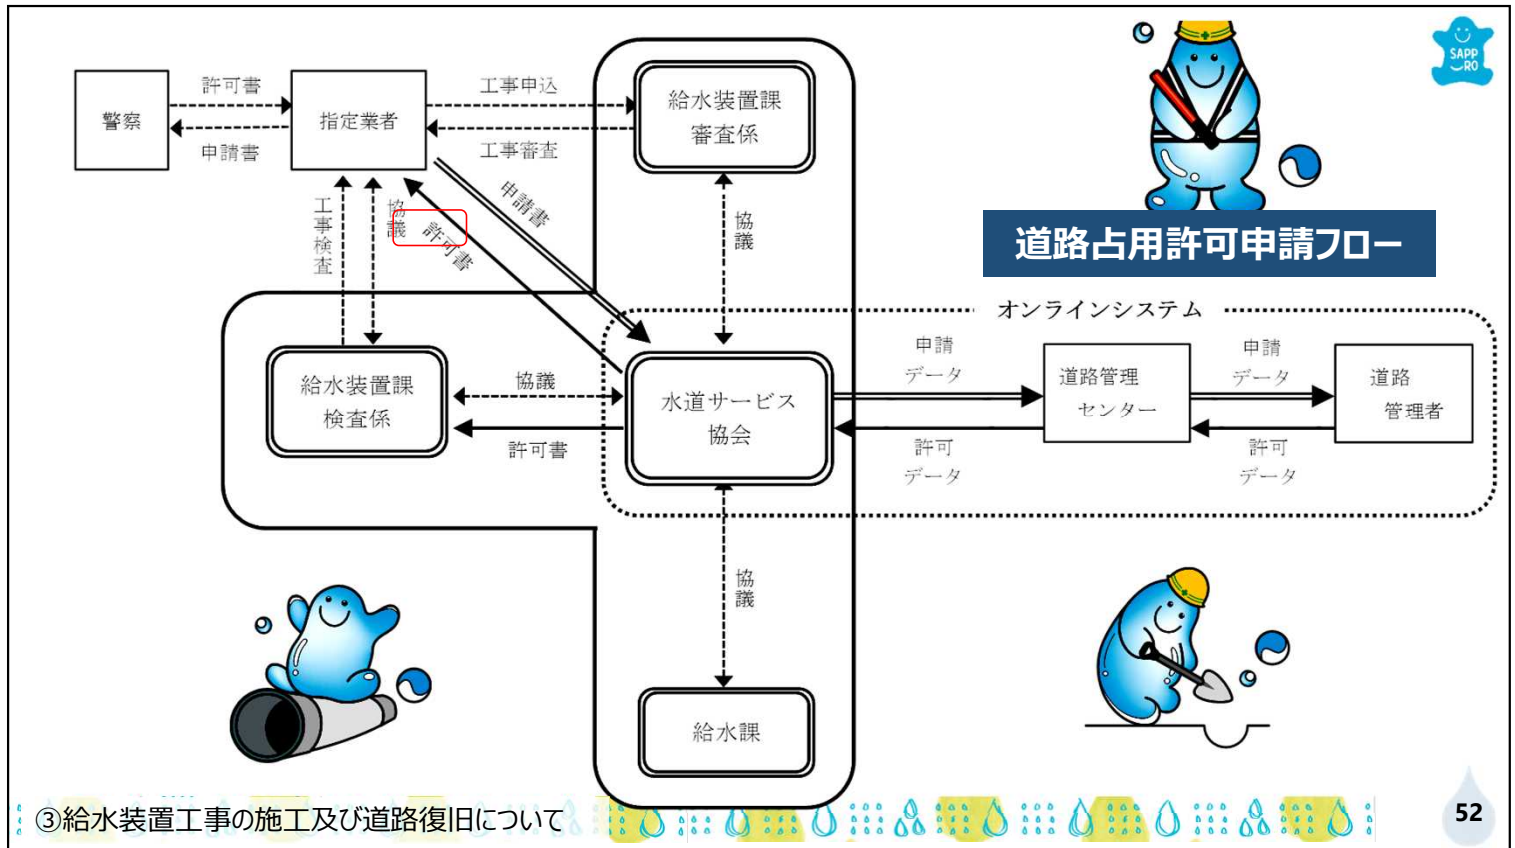 SAPP
RO
警察
許可書
申請書
指定業者
工事申込
工事審査
給水装置課
審査係
道路占用許可申請フロー
工事検査
協議
許可書
申請書
協議
オンラインシステム
給水装置課
検査係
協議
許可書
水道サービス
協会
申請
データ
許可
データ
道路管理
センター
申請
データ
許可
データ
道路
管理者
協議
給水課
③給水装置工事の施工及び道路復旧について
52